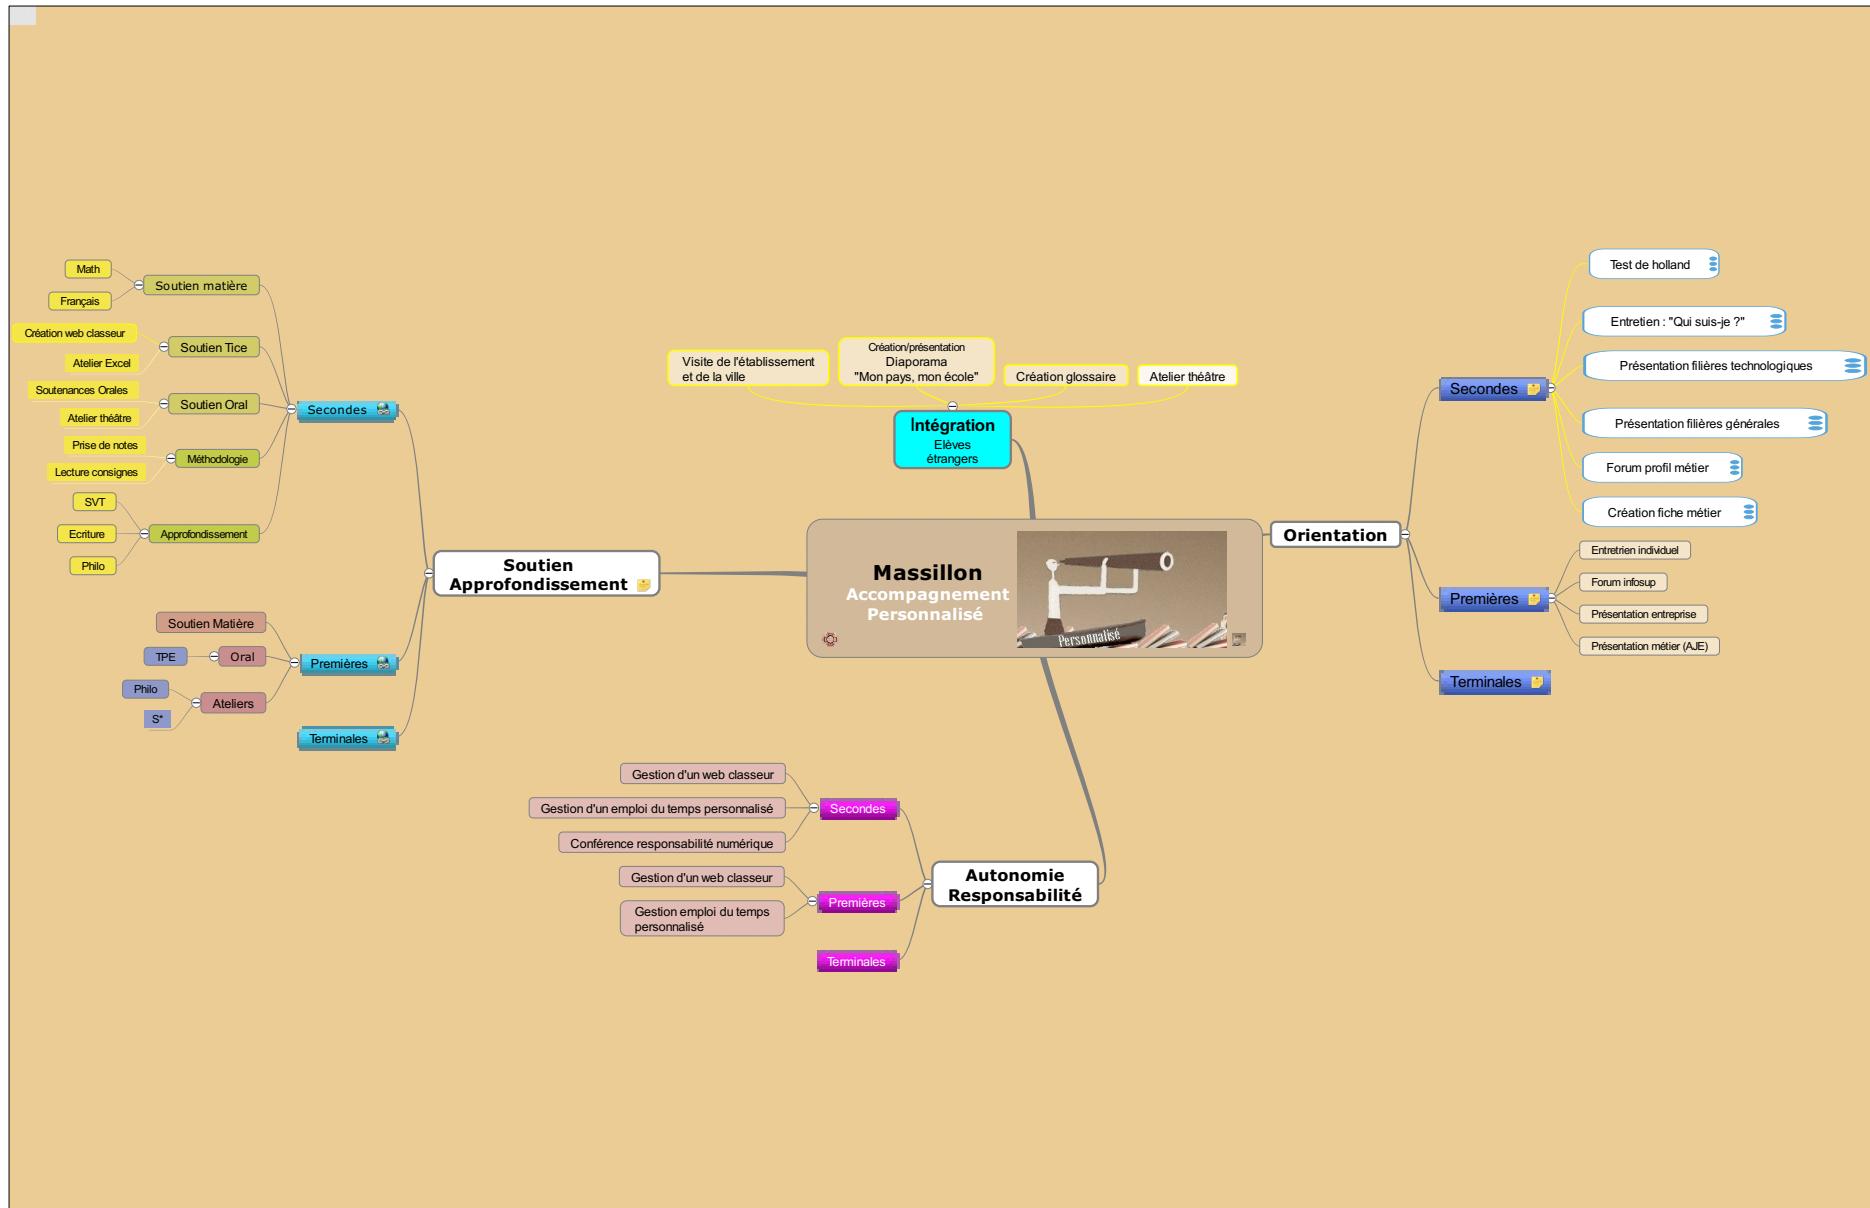 Massillon
Accompagnement
Personnalisé
Personnalisé
Intégration
Elèves
étrangers
Visite de l'établissement
et de la ville
Création/présentation
Diaporama
"Mon pays, mon école"
Création glossaire
Atelier théâtre
Orientation
Secondes
Test de holland
Entretien : "Qui suis-je ?"
Présentation filières technologiques
Présentation filières générales
Forum profil métier
Création fiche métier
Premières
Entretrien individuel
Forum infosup
Présentation entreprise
Présentation métier (AJE)
Terminales
Autonomie
Responsabilité
Secondes
Gestion d'un web classeur
Gestion d'un emploi du temps personnalisé
Conférence responsabilité numérique
Premières
Gestion d'un web classeur
Gestion emploi du temps
personnalisé
Terminales
Soutien
Approfondissement
Secondes
Soutien matière
Math
Français
Soutien Tice
Création web classeur
Atelier Excel
Soutien Oral
Soutenances Orales
Atelier théâtre
Méthodologie
Prise de notes
Lecture consignes
Approfondissement
SVT
Ecriture
Philo
Premières
Soutien Matière
Oral
TPE
Ateliers
Philo
S*
Terminales